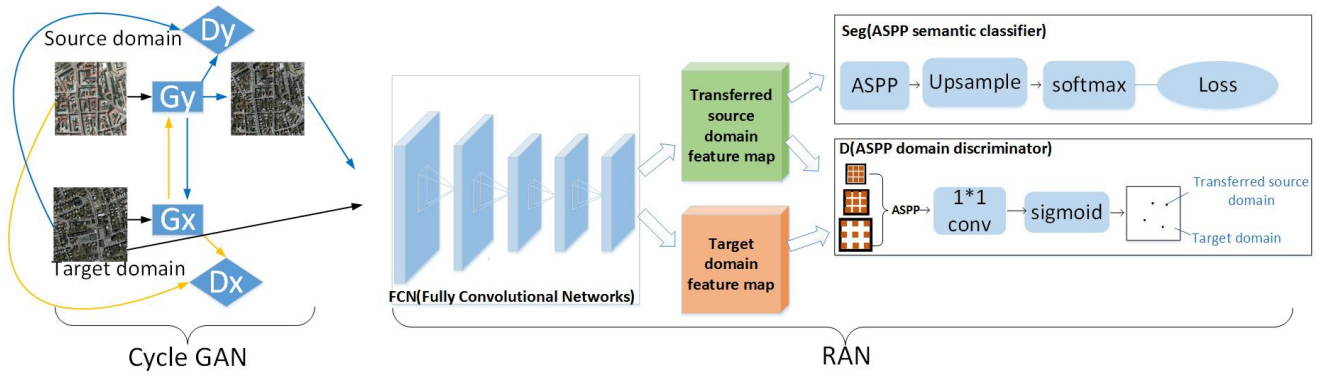 Source domain
Dy
Gy
Gx
Target domain
Dx
Cycle GAN
FCN(Fully Convolutional Networks)
Transferred
source
domain
feature map
Target
domain
feature map
Seg(ASPP semantic classifier)
ASPP
Upsample
softmax
Loss
D(ASPP domain discriminator)
ASPP
1*1
conv
sigmoid
Transferred source
domain
Target domain
RAN